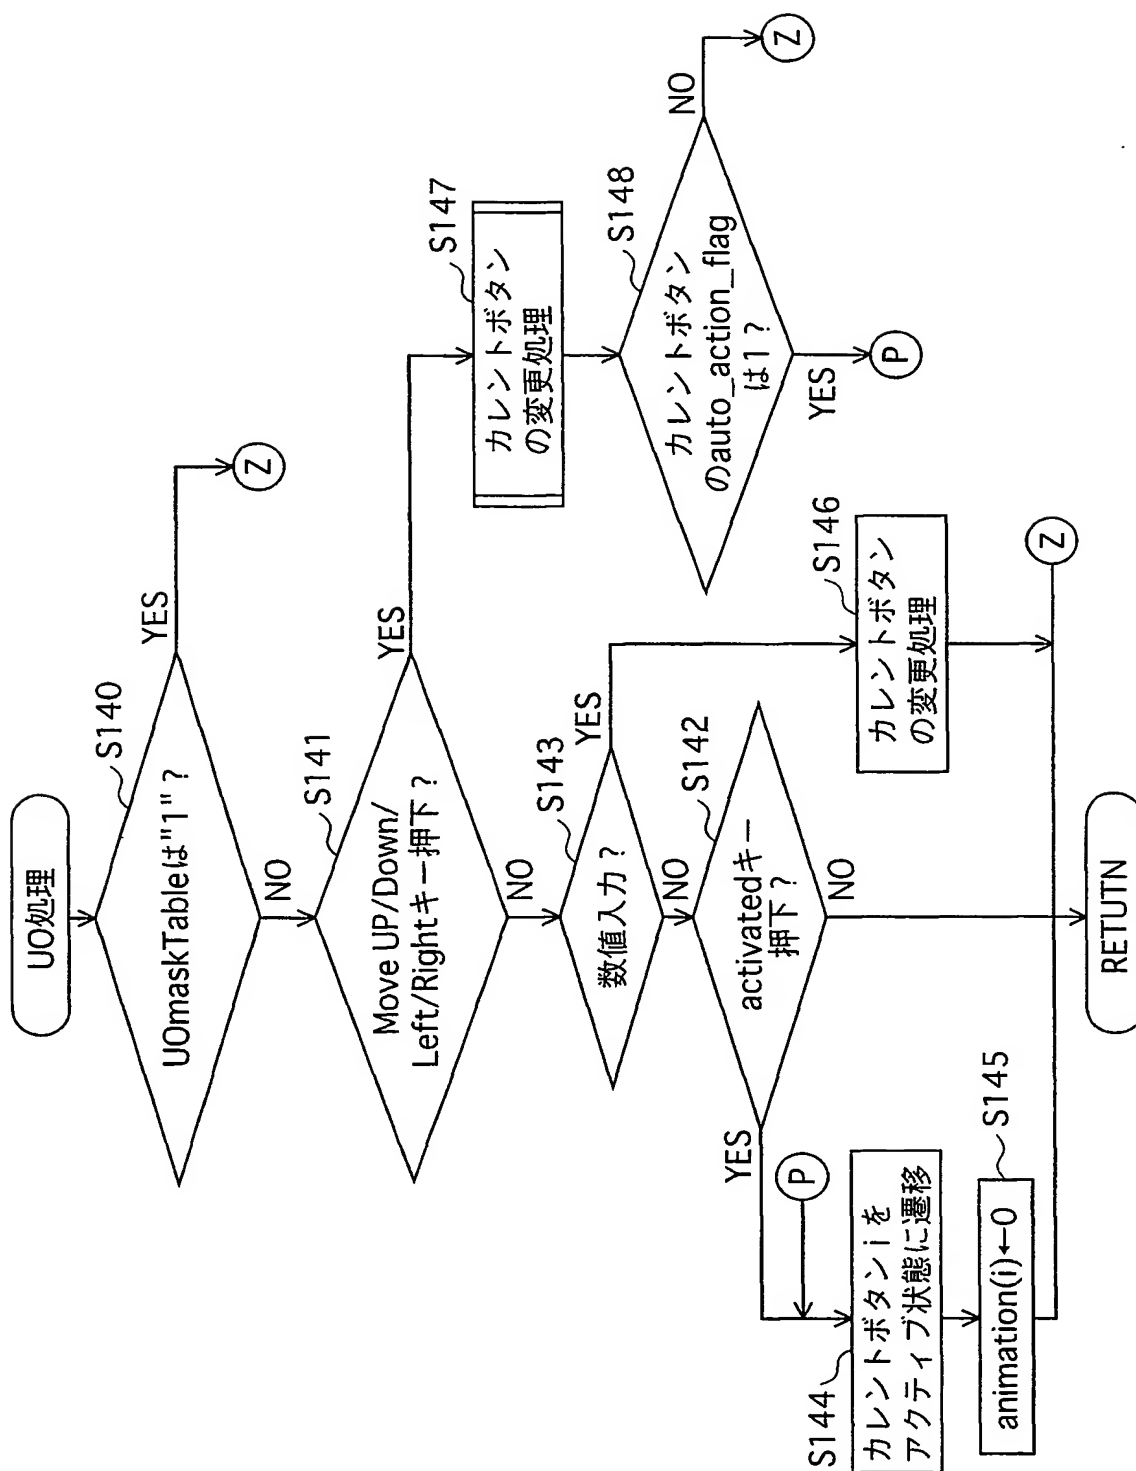 UO処理
S140
UOmaskTableは"1"？
YES
Z
NO
S141
Move UP/Down/
Left/Rightキー押下？
YES
NO
S147
カレントボタン
の変更処理
S148
カレントボタン
のauto_action_flag
は1？
NO
Z
YES
P
S143
数値入力？
YES
NO
S146
カレントボタン
の変更処理
Z
S142
activatedキー
押下？
YES
NO
P
S144
カレントボタンiを
アクティブ状態に遷移
S145
animation(i)←0
RETUTN